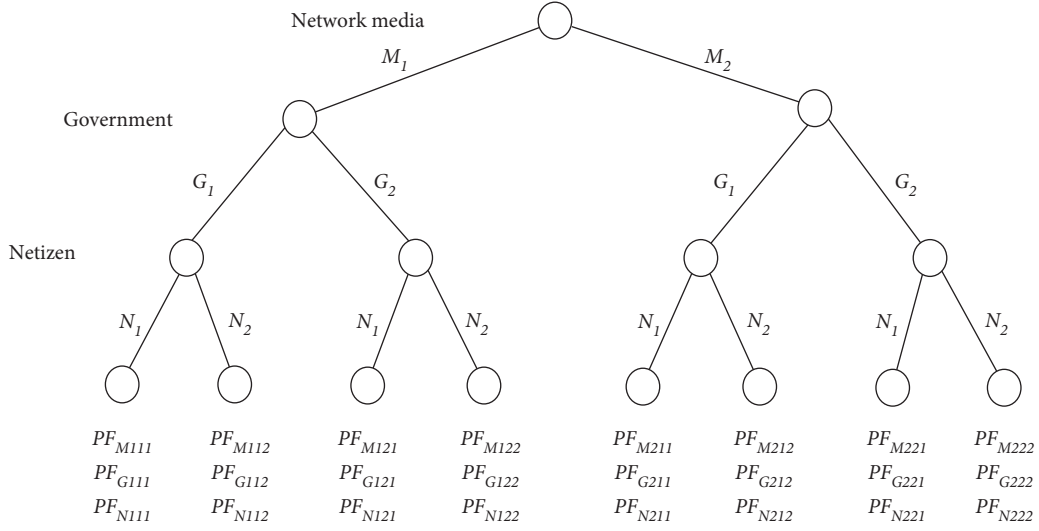 Network media
M1 M2
Government
G1 G2 G1 G2
Netizen
N1 N2 N1 N2 N1 N2 N1 N2
PFM111 PFM112 PFM121 PFM122 PFM211 PFM212 PFM221 PFM222
PFG111 PFG112 PFG121 PFG122 PFG211 PFG212 PFG221 PFG222
PFN111 PFN112 PFN121 PFN122 PFN211 PFN212 PFN221 PFN222